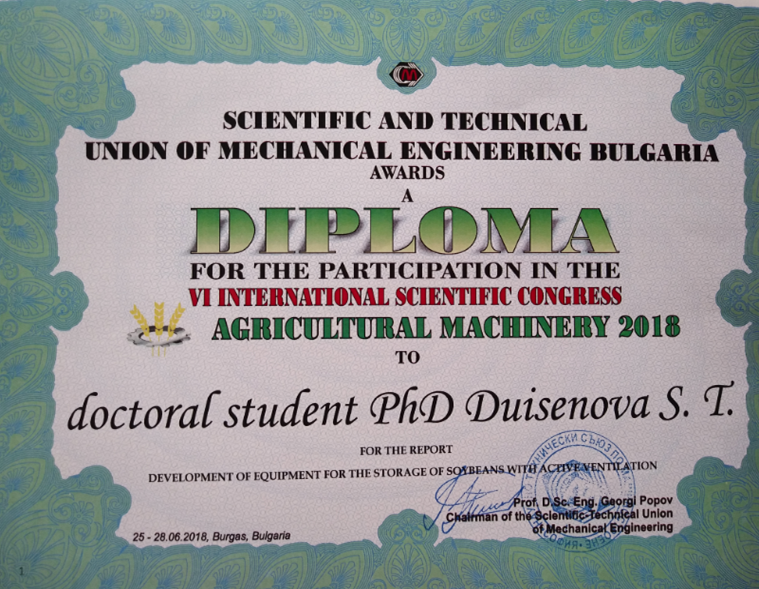 SCIENTIFIC AND TECHNICAL
UNION OF MECHANICAL ENGINEERING BULGARIA
AWARDS
A
DIPLOMA
FOR THE PARTICIPATION IN THE
VI INTERNATIONAL SCIENTIFIC CONGRESS
AGRICULTURAL MACHINERY 2018
TO
doctoral student PhD Duisenova S. T.
FOR THE REPORT
DEVELOPMENT OF EQUIPMENT FOR THE STORAGE OF SOYBEANS WITH ACTIVE VENTILATION
Prof. D.Sc. Eng. Georgi Popov
Chairman of the Scientific-Technical Union
of Mechanical Engineering
25 - 28.06.2018, Burgas, Bulgaria
1